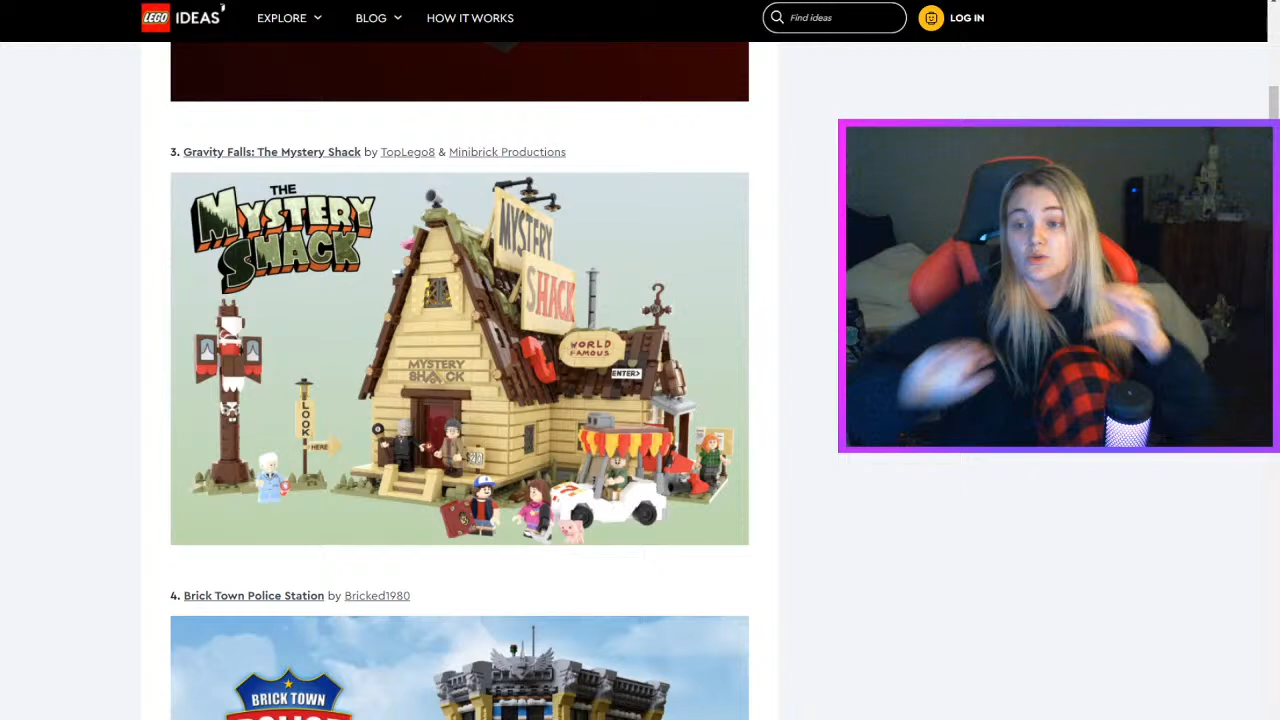 LEGO IDEAS EXPLORE BLOG HOW IT WORKS Find ideas LOG IN
3. Gravity Falls: The Mystery Shack by TopLego8 & Minibrick Productions
THE
MYSTERY
SHACK
MYSTERY
SHACK
WORLD
FAMOUS
ENTER>
MYSTERY
SHACK
LOOK
HERE
4. Brick Town Police Station by Bricked1980
BRICK TOWN
POLICE